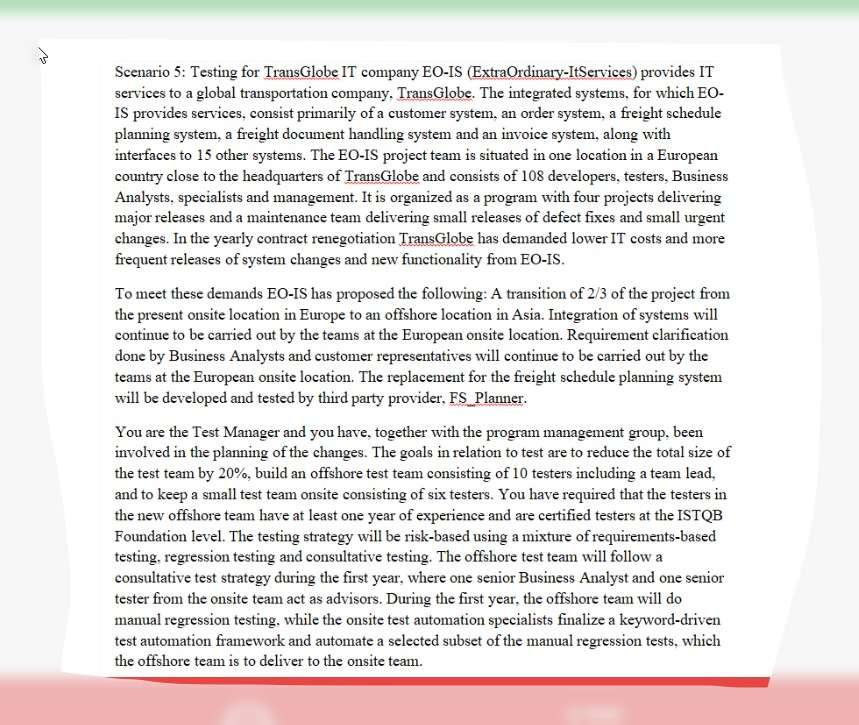 Scenario 5: Testing for TransGlobe IT company EO-IS (ExtraOrdinary-ItServices) provides IT
services to a global transportation company, TransGlobe. The integrated systems, for which EO-
IS provides services, consist primarily of a customer system, an order system, a freight schedule
planning system, a freight document handling system and an invoice system, along with
interfaces to 15 other systems. The EO-IS project team is situated in one location in a European
country close to the headquarters of TransGlobe and consists of 108 developers, testers, Business
Analysts, specialists and management. It is organized as a program with four projects delivering
major releases and a maintenance team delivering small releases of defect fixes and small urgent
changes. In the yearly contract renegotiation TransGlobe has demanded lower IT costs and more
frequent releases of system changes and new functionality from EO-IS.
To meet these demands EO-IS has proposed the following: A transition of 2/3 of the project from
the present onsite location in Europe to an offshore location in Asia. Integration of systems will
continue to be carried out by the teams at the European onsite location. Requirement clarification
done by Business Analysts and customer representatives will continue to be carried out by the
teams at the European onsite location. The replacement for the freight schedule planning system
will be developed and tested by third party provider, FS_Planner.
You are the Test Manager and you have, together with the program management group, been
involved in the planning of the changes. The goals in relation to test are to reduce the total size of
the test team by 20%, build an offshore test team consisting of 10 testers including a team lead,
and to keep a small test team onsite consisting of six testers. You have required that the testers in
the new offshore team have at least one year of experience and are certified testers at the ISTQB
Foundation level. The testing strategy will be risk-based using a mixture of requirements-based
testing, regression testing and consultative testing. The offshore test team will follow a
consultative test strategy during the first year, where one senior Business Analyst and one senior
tester from the onsite team act as advisors. During the first year, the offshore team will do
manual regression testing, while the onsite test automation specialists finalize a keyword-driven
test automation framework and automate a selected subset of the manual regression tests, which
the offshore team is to deliver to the onsite team.